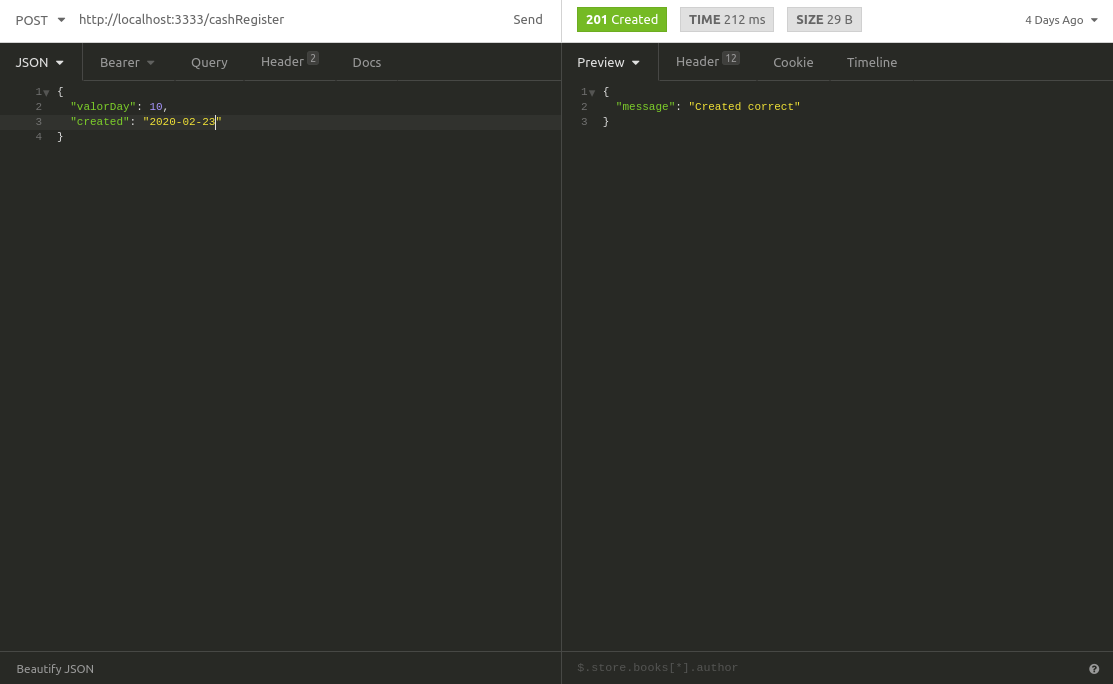 POST http://localhost:3333/cashRegister Send
201 Created TIME 212 ms SIZE 29 B 4 Days Ago
JSON Bearer Query Header 2 Docs
Preview Header 12 Cookie Timeline
1 {
2 "valorDay": 10,
3 "created": "2020-02-23"
4 }
1 {
2 "message": "Created correct"
3 }
Beautify JSON
$.store.books[*].author ?